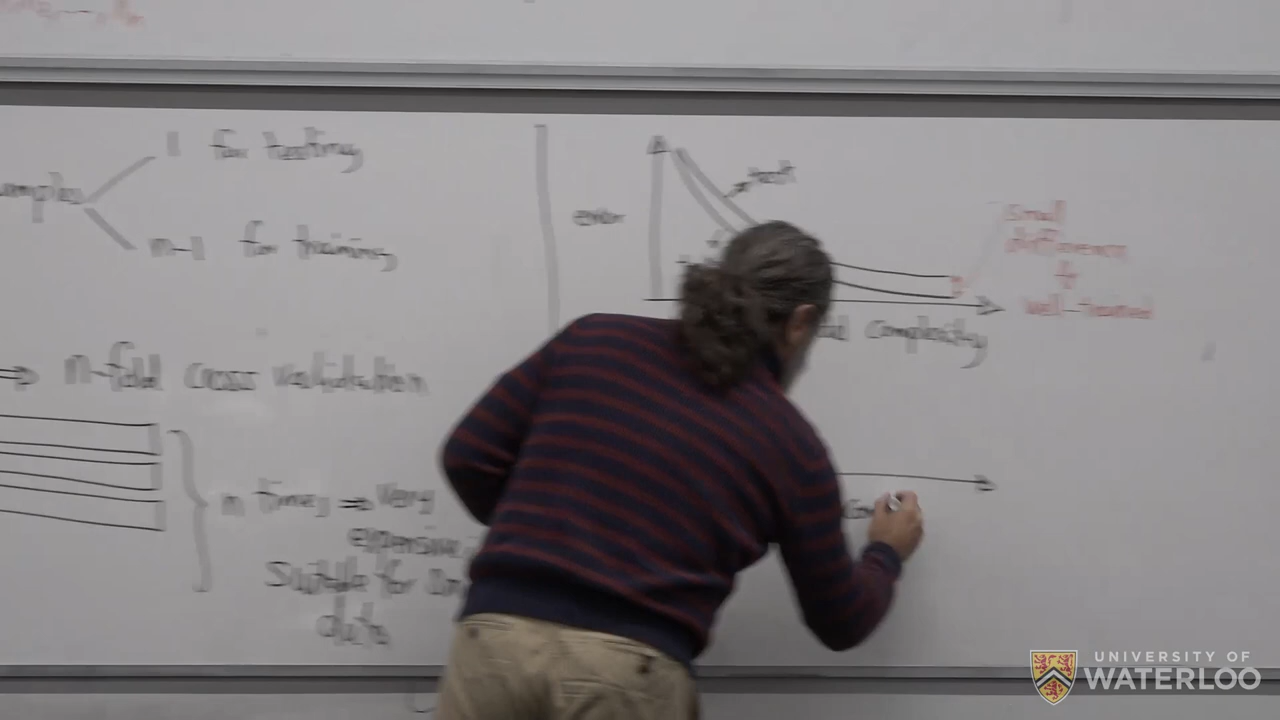 1 for testing
n-1 for training
n-fold cross validation
n times ⇒ very
expensive
Suitable for
data
error
test
small
difference
well-trained
complexity
UNIVERSITY OF
WATERLOO